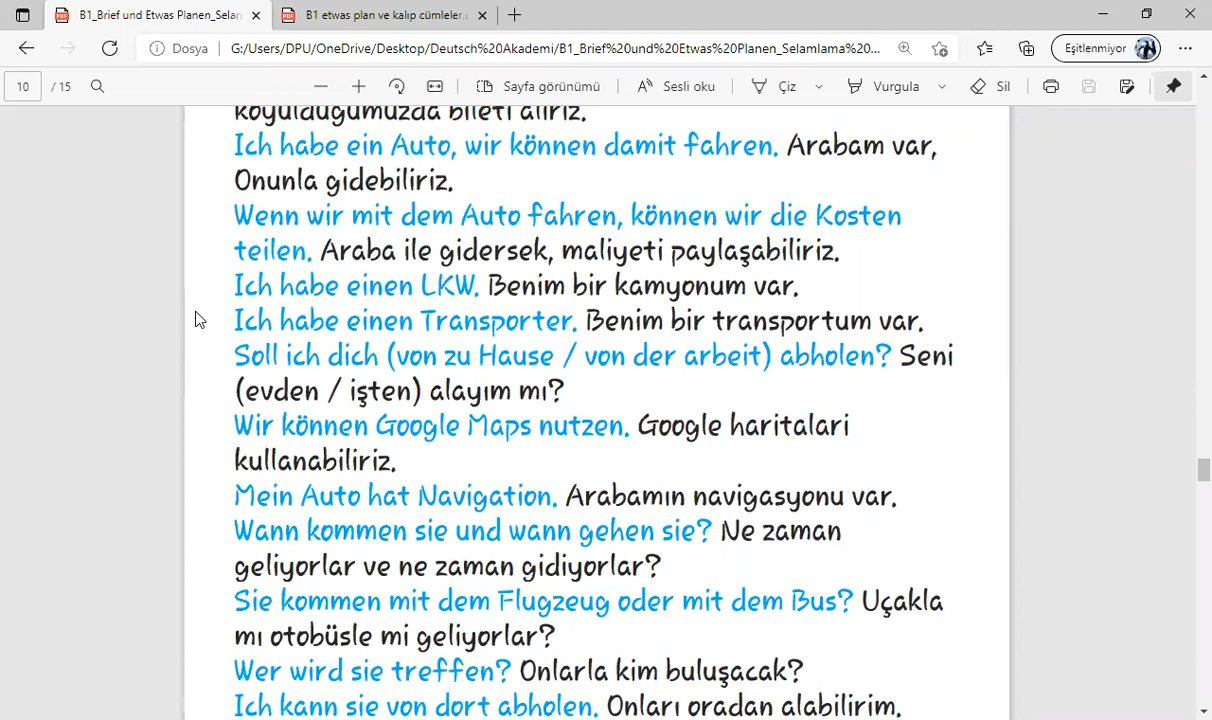 B1_Brief und Etwas Planen_Selan
B1 etwas plan ve kalıp cümleler.
Dosya G:/Users/DPU/OneDrive/Desktop/Deutsch%20Akademi/B1_Brief%20und%20Etwas%20Planen_Selamlama%20... Eşitlenmiyor
10 / 15 Sayfa görünümü Sesli oku Çiz Vurgula Sil
koyulduğumuzda bileti alırız.
Ich habe ein Auto, wir können damit fahren. Arabam var,
Onunla gidebiliriz.
Wenn wir mit dem Auto fahren, können wir die Kosten
teilen. Araba ile gidersek, maliyeti paylaşabiliriz.
Ich habe einen LKW. Benim bir kamyonum var.
Ich habe einen Transporter. Benim bir transportum var.
Soll ich dich (von zu Hause / von der arbeit) abholen? Seni
(evden / işten) alayım mı?
Wir können Google Maps nutzen. Google haritalari
kullanabiliriz.
Mein Auto hat Navigation. Arabamın navigasyonu var.
Wann kommen sie und wann gehen sie? Ne zaman
geliyorlar ve ne zaman gidiyorlar?
Sie kommen mit dem Flugzeug oder mit dem Bus? Uçakla
mı otobüsle mi geliyorlar?
Wer wird sie treffen? Onlarla kim buluşacak?
Ich kann sie von dort abholen. Onları oradan alabilirim.